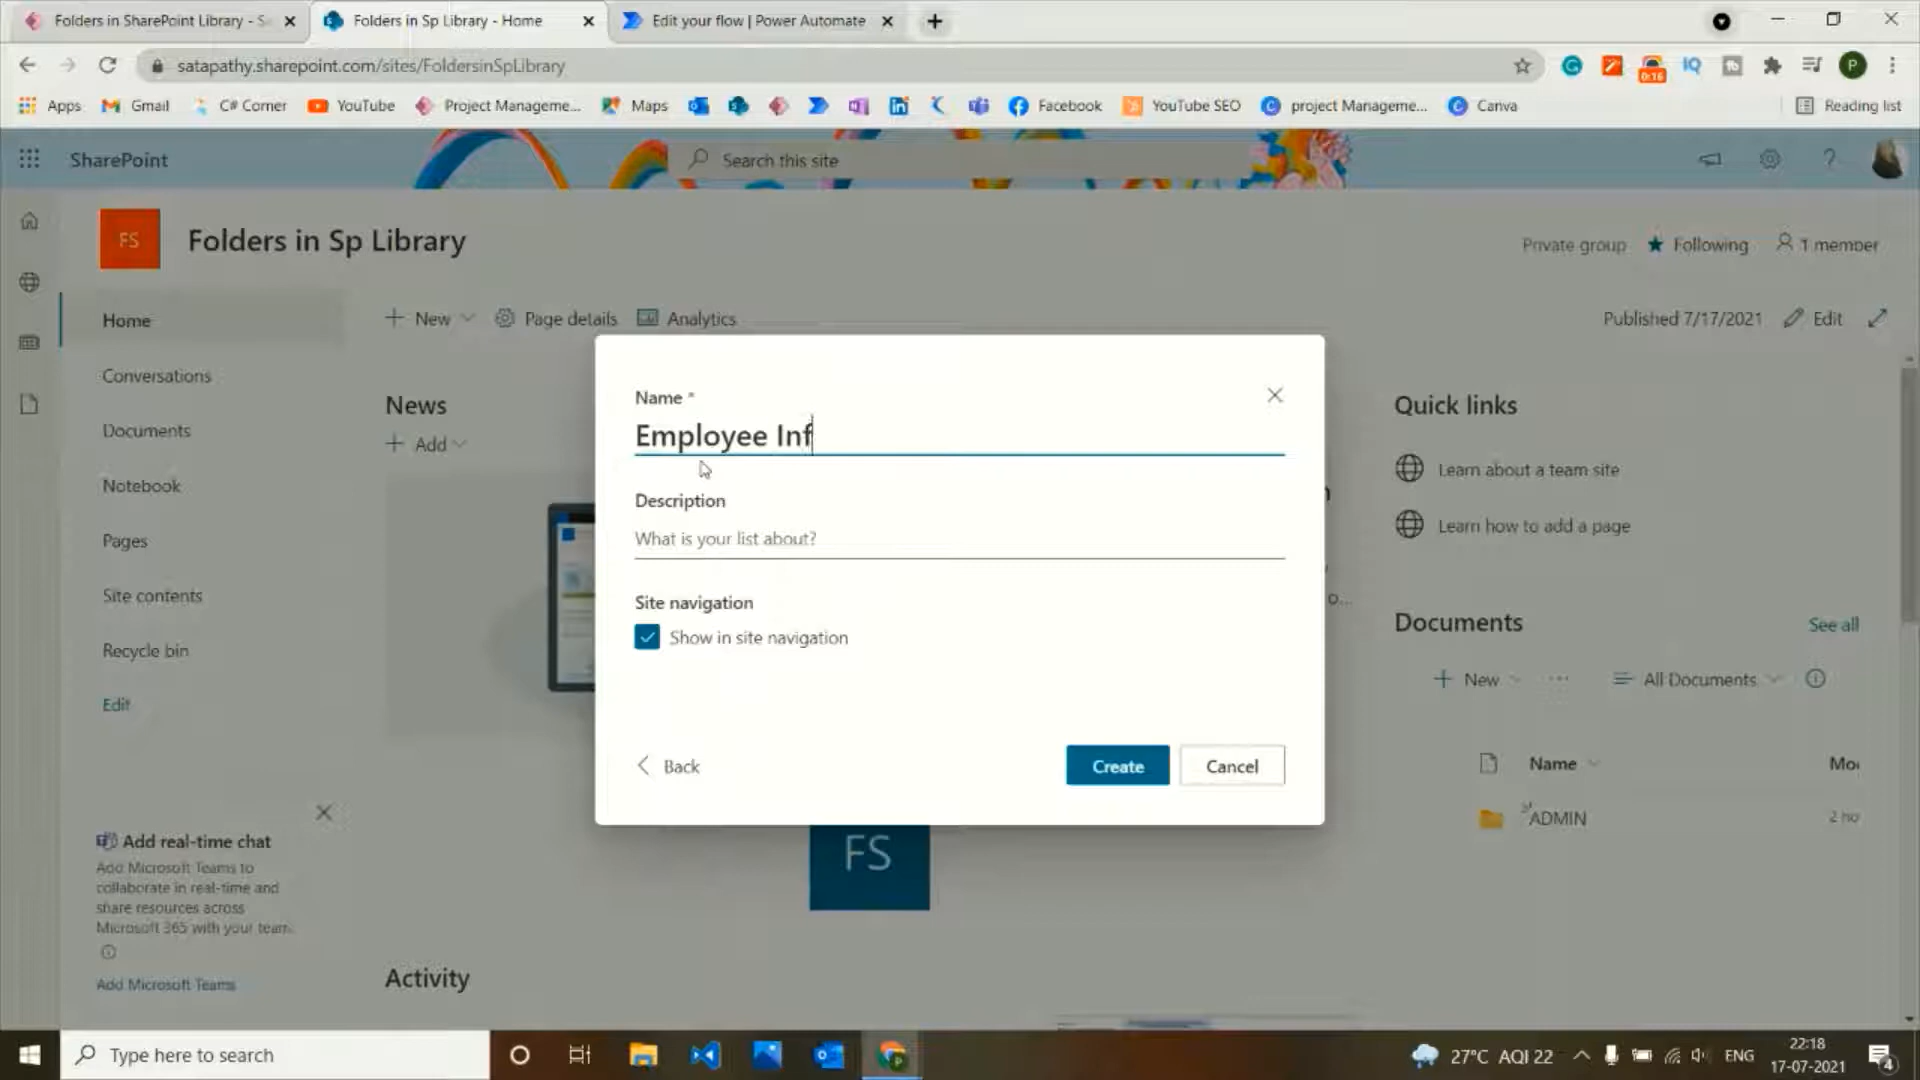 Folders in SharePoint Library - S
Folders in Sp Library - Home
Edit your flow | Power Automate
satapathy.sharepoint.com/sites/FoldersinSpLibrary
0:16
P
Apps
Gmail
C# Corner
YouTube
Project Manageme...
Maps
Facebook
YouTube SEO
project Manageme...
Canva
Reading list
SharePoint
Search this site
FS
Folders in Sp Library
Private group
Following
1 member
Home
Conversations
Documents
Notebook
Pages
Site contents
Recycle bin
Edit
New
Page details
Analytics
Published 7/17/2021
Edit
News
Add
Name *
Employee Inf
Description
What is your list about?
Site navigation
Show in site navigation
Back
Create
Cancel
o...
FS
Quick links
Learn about a team site
Learn how to add a page
Documents
See all
New
All Documents
Name
ADMIN
2 ho
Add real-time chat
Add Microsoft Teams to
collaborate in real-time and
share resources across
Microsoft 365 with your team.
Add Microsoft Teams
Activity
Type here to search
27°C AQI 22
ENG
22:18
17-07-2021
4